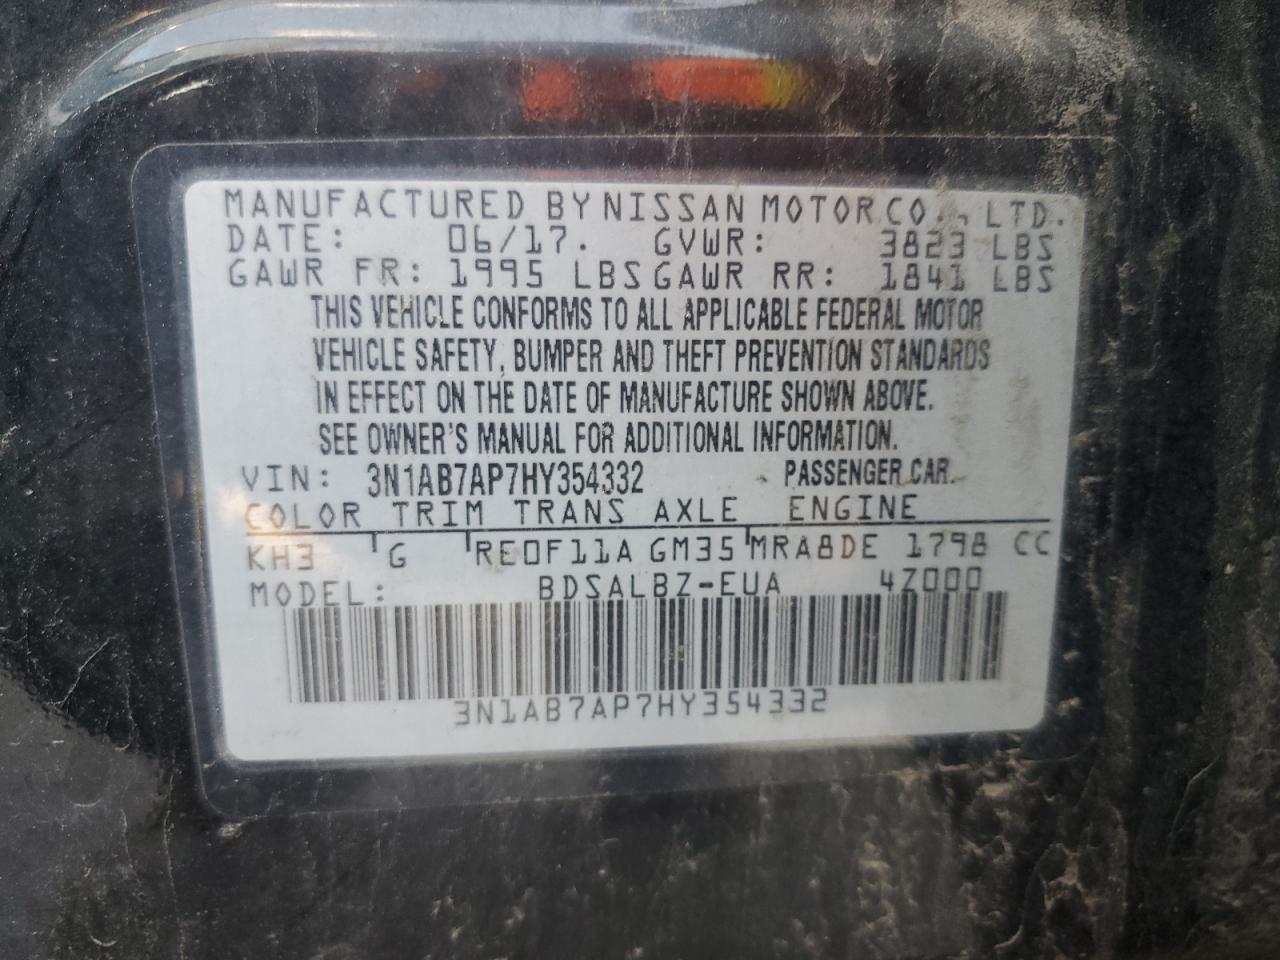 MANUFACTURED BY NISSAN MOTOR CO., LTD.
DATE: 06/17. GVWR: 3823 LBS
GAWR FR: 1995 LBS GAWR RR: 1841 LBS
THIS VEHICLE CONFORMS TO ALL APPLICABLE FEDERAL MOTOR
VEHICLE SAFETY, BUMPER AND THEFT PREVENTION STANDARDS
IN EFFECT ON THE DATE OF MANUFACTURE SHOWN ABOVE.
SEE OWNER'S MANUAL FOR ADDITIONAL INFORMATION.
VIN: 3N1AB7AP7HY354332 PASSENGER CAR.
COLOR TRIM TRANS AXLE ENGINE
KH3 G RE0F11A GM35 MRA8DE 1798 CC
MODEL: BDSALBZ-EUA 4Z000
3N1AB7AP7HY354332